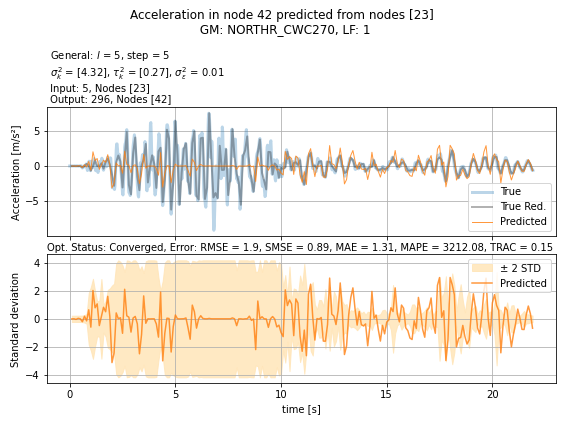 Acceleration in node 42 predicted from nodes [23]
GM: NORTHR_CWC270, LF: 1
General: l = 5, step = 5
σ²ₖ = [4.32], τ²ₖ = [0.27], σ²ε = 0.01
Input: 5, Nodes [23]
Output: 296, Nodes [42]
Acceleration [m/s²]
5
0
−5
True
True Red.
Predicted
Opt. Status: Converged, Error: RMSE = 1.9, SMSE = 0.89, MAE = 1.31, MAPE = 3212.08, TRAC = 0.15
Standard deviation
4
2
0
−2
−4
± 2 STD
Predicted
0
5
10
15
20
time [s]